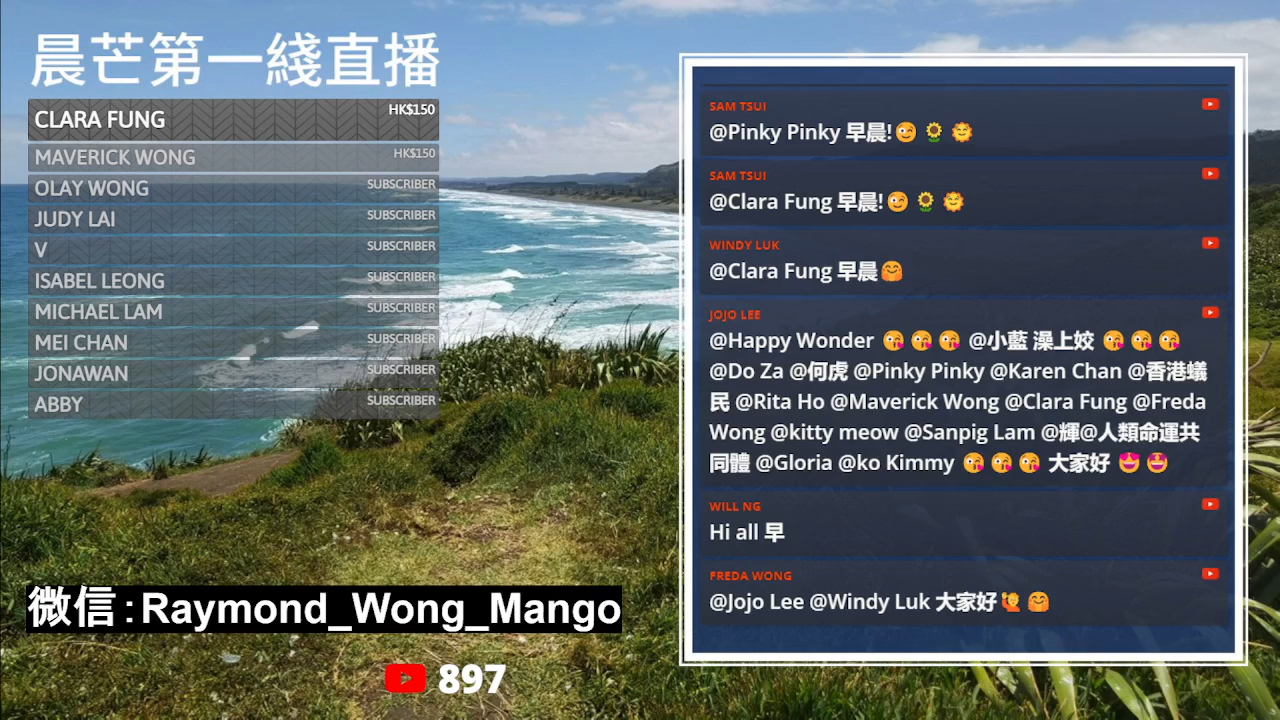 晨芒第一綫直播
CLARA FUNG HK$150
MAVERICK WONG HK$150
OLAY WONG SUBSCRIBER
JUDY LAI SUBSCRIBER
V SUBSCRIBER
ISABEL LEONG SUBSCRIBER
MICHAEL LAM SUBSCRIBER
MEI CHAN SUBSCRIBER
JONAWAN SUBSCRIBER
ABBY SUBSCRIBER
微信:Raymond_Wong_Mango
897
SAM TSUI
@Pinky Pinky 早晨!😉🌻🌞
SAM TSUI
@Clara Fung 早晨!😉🌻🌞
WINDY LUK
@Clara Fung 早晨🤗
JOJO LEE
@Happy Wonder 😘😘😘 @小藍 澡上姣 😘😘😘
@Do Za @何虎 @Pinky Pinky @Karen Chan @香港蟻
民 @Rita Ho @Maverick Wong @Clara Fung @Freda
Wong @kitty meow @Sanpig Lam @輝@人類命運共
同體 @Gloria @ko Kimmy 😘😘😘 大家好 😍🤩
WILL NG
Hi all 早
FREDA WONG
@Jojo Lee @Windy Luk 大家好🙋🤗